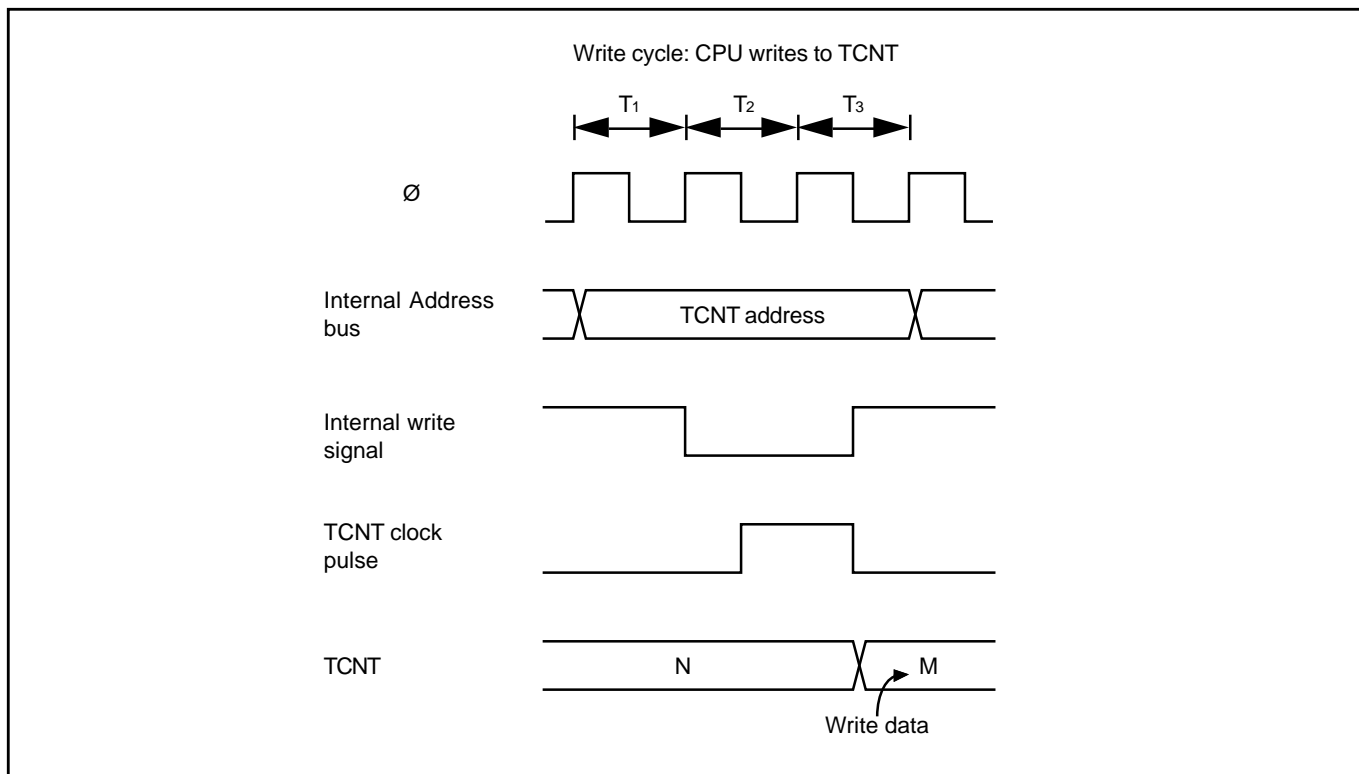 Write cycle: CPU writes to TCNT
T1 T2 T3
Ø
Internal Address
bus
TCNT address
Internal write
signal
TCNT clock
pulse
TCNT
N
M
Write data